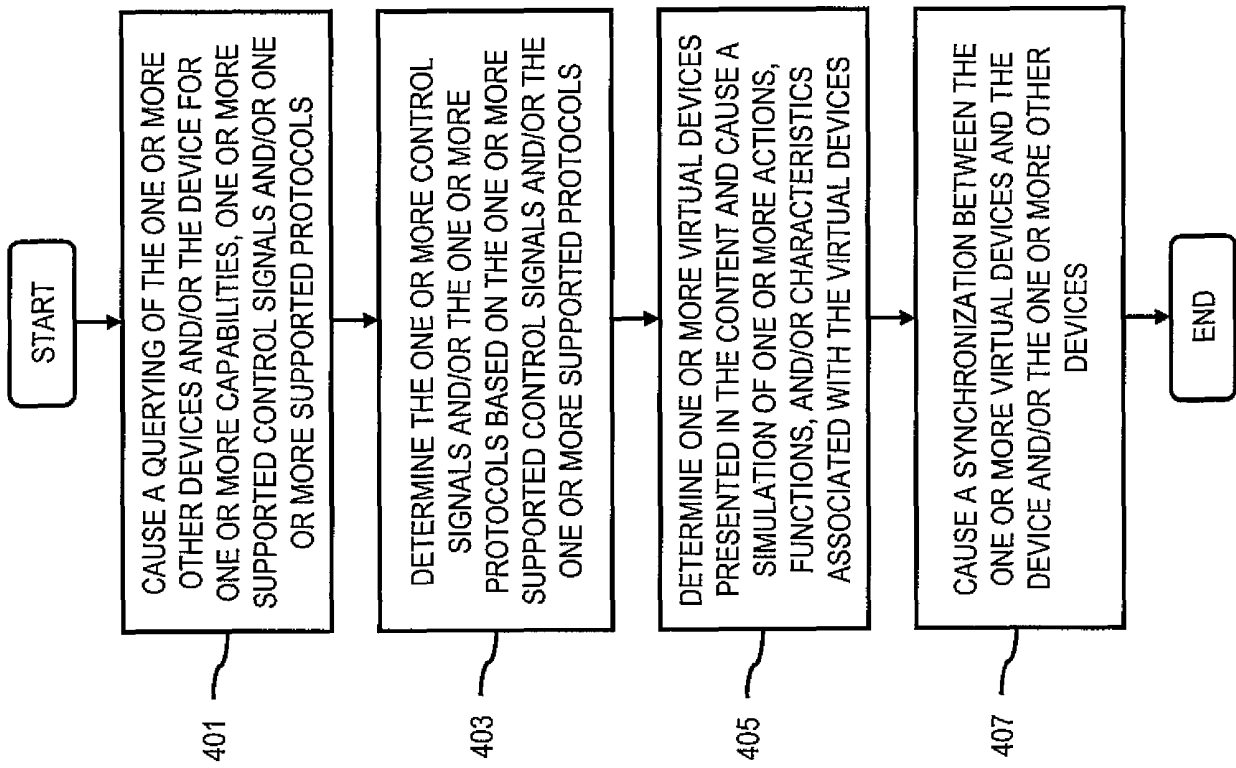 START
CAUSE A QUERYING OF THE ONE OR MORE
OTHER DEVICES AND/OR THE DEVICE FOR
ONE OR MORE CAPABILITIES, ONE OR MORE
SUPPORTED CONTROL SIGNALS AND/OR ONE
OR MORE SUPPORTED PROTOCOLS
401
DETERMINE THE ONE OR MORE CONTROL
SIGNALS AND/OR THE ONE OR MORE
PROTOCOLS BASED ON THE ONE OR MORE
SUPPORTED CONTROL SIGNALS AND/OR THE
ONE OR MORE SUPPORTED PROTOCOLS
403
DETERMINE ONE OR MORE VIRTUAL DEVICES
PRESENTED IN THE CONTENT AND CAUSE A
SIMULATION OF ONE OR MORE ACTIONS,
FUNCTIONS, AND/OR CHARACTERISTICS
ASSOCIATED WITH THE VIRTUAL DEVICES
405
CAUSE A SYNCHRONIZATION BETWEEN THE
ONE OR MORE VIRTUAL DEVICES AND THE
DEVICE AND/OR THE ONE OR MORE OTHER
DEVICES
407
END